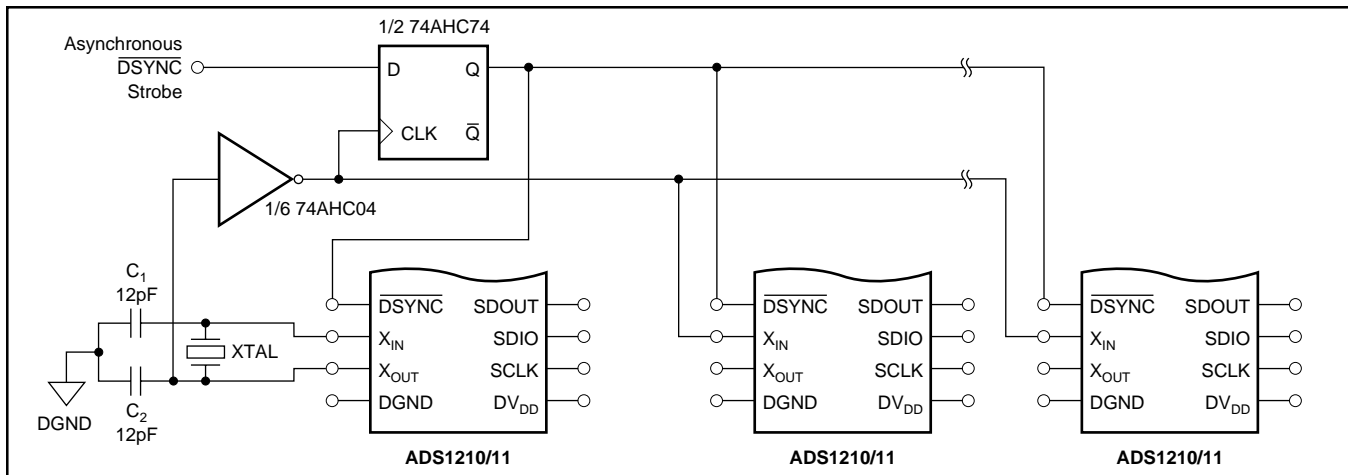 1/2 74AHC74
Asynchronous
DSYNC
Strobe
D
Q
CLK
Q
1/6 74AHC04
C1
12pF
XTAL
C2
12pF
DGND
DSYNC
SDOUT
XIN
SDIO
XOUT
SCLK
DGND
DVDD
ADS1210/11
DSYNC
SDOUT
XIN
SDIO
XOUT
SCLK
DGND
DVDD
ADS1210/11
DSYNC
SDOUT
XIN
SDIO
XOUT
SCLK
DGND
DVDD
ADS1210/11